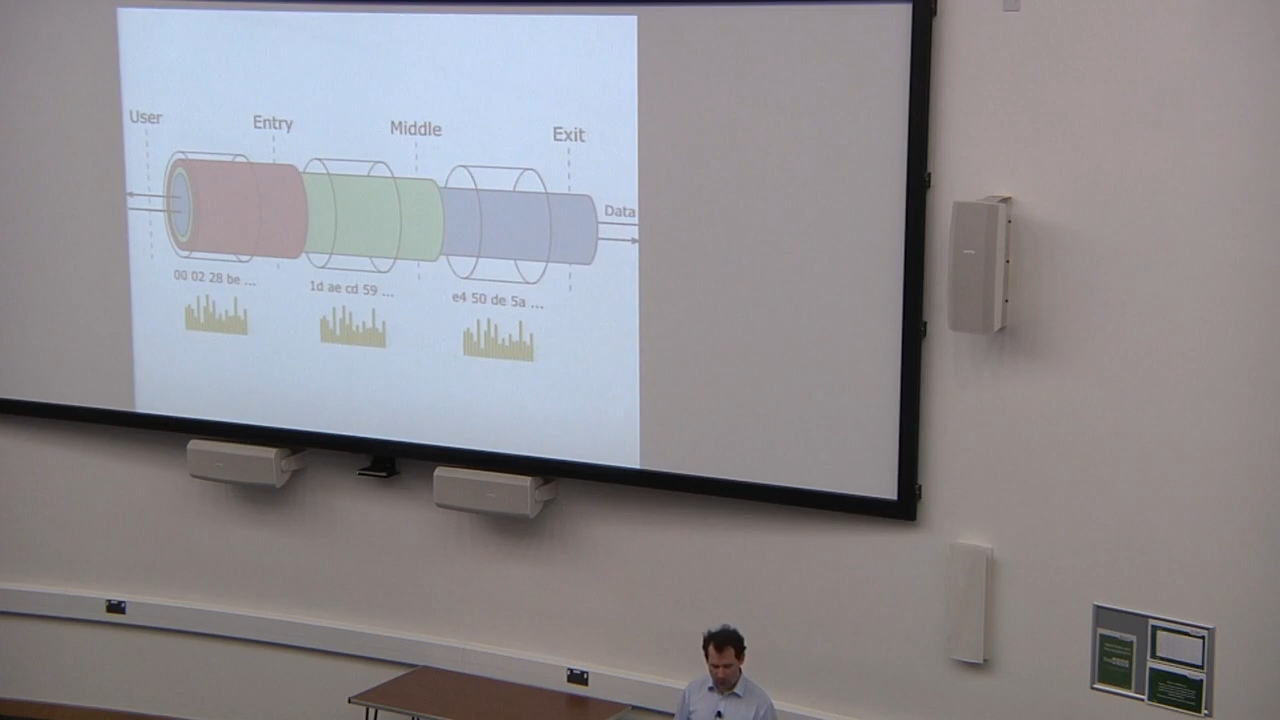 User
Entry
Middle
Exit
Data
00 02 28 be ...
1d ae cd 59 ...
e4 50 de 5a ...